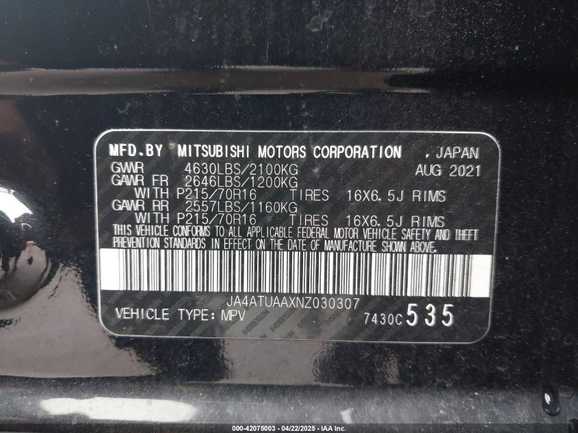 MFD.BY MITSUBISHI MOTORS CORPORATION , JAPAN
GVWR 4630LBS/2100KG AUG 2021
GAWR FR 2646LBS/1200KG
WITH P215/70R16 TIRES 16X6.5J RIMS
GAWR RR 2557LBS/1160KG
WITH P215/70R16 TIRES 16X6.5J RIMS
THIS VEHICLE CONFORMS TO ALL APPLICABLE FEDERAL MOTOR VEHICLE SAFETY AND THEFT
PREVENTION STANDARDS IN EFFECT ON THE DATE OF MANUFACTURE SHOWN ABOVE.
JA4ATUAAXNZ030307
VEHICLE TYPE: MPV 7430C 535
000-42075003 - 04/22/2025 - IAA Inc.